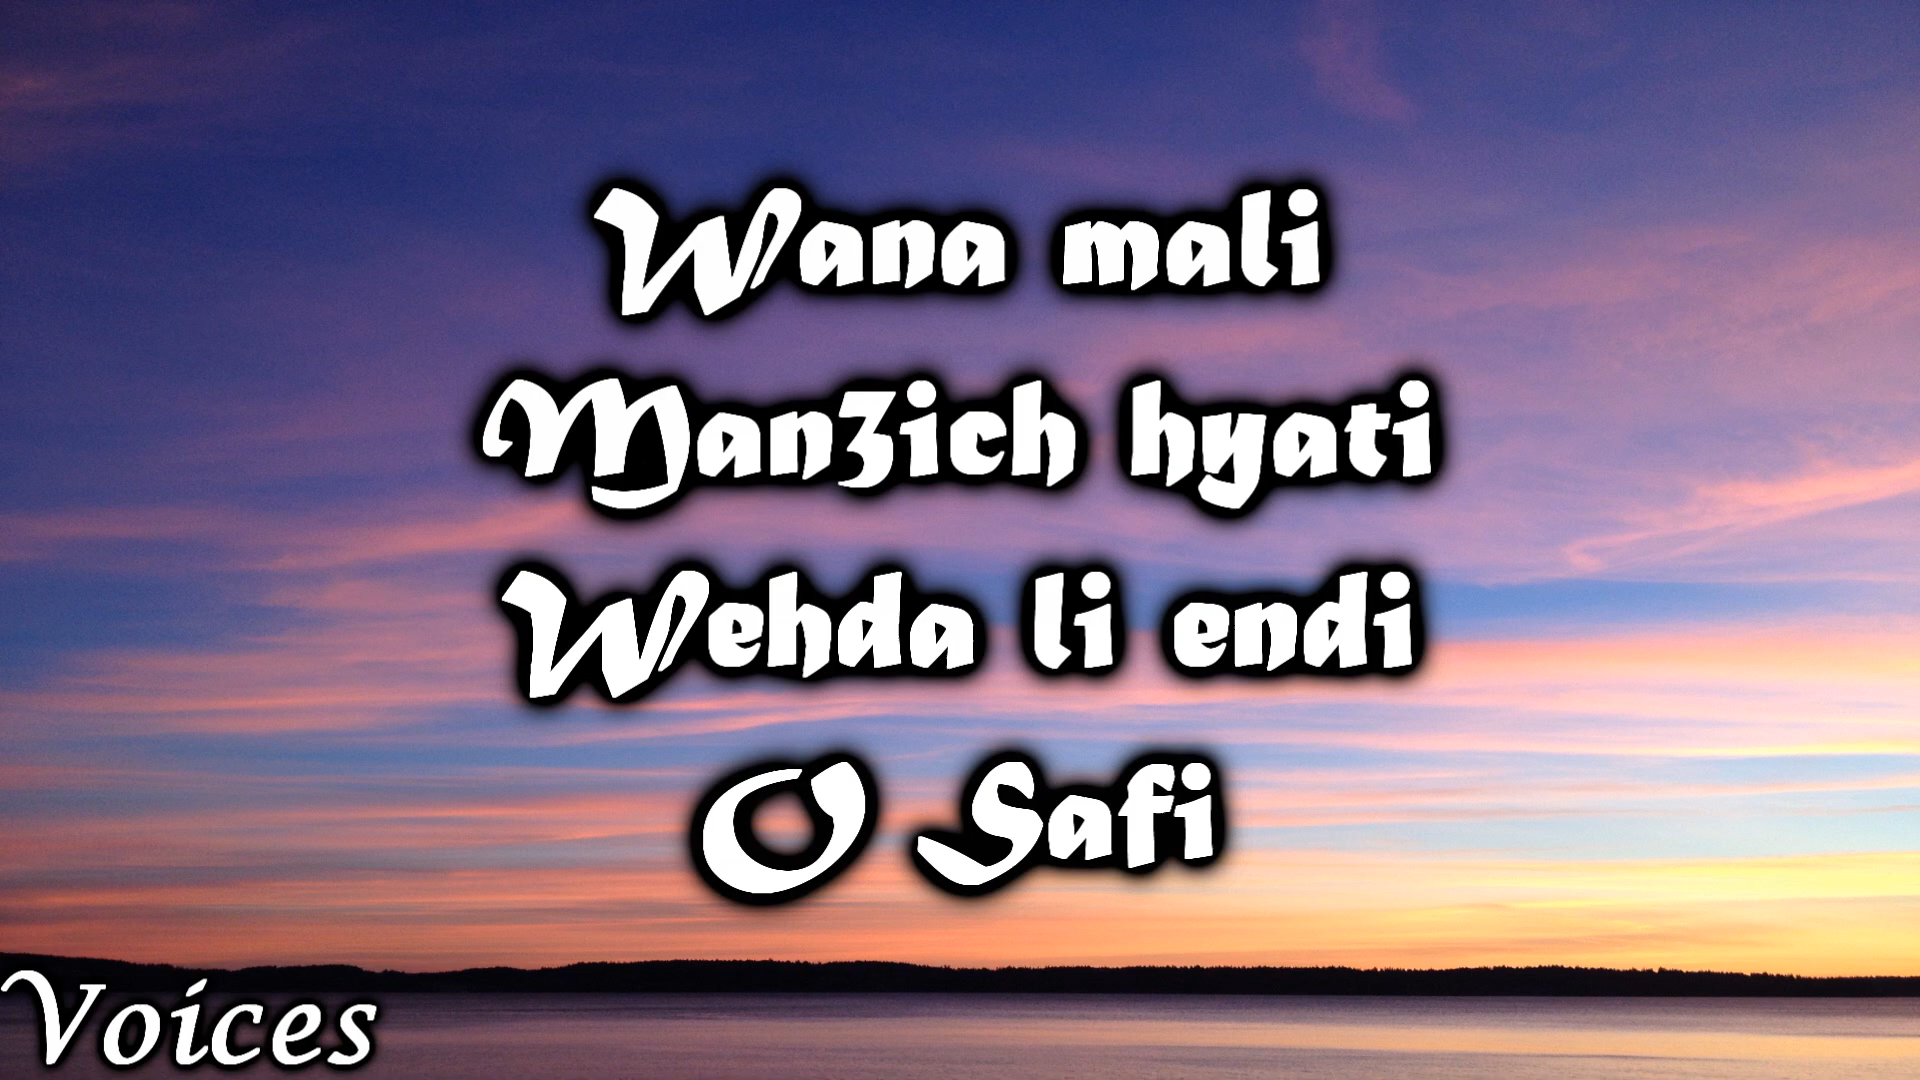 Wana mali
Man3ich hyati
Wehda li endi
O Safi
Voices